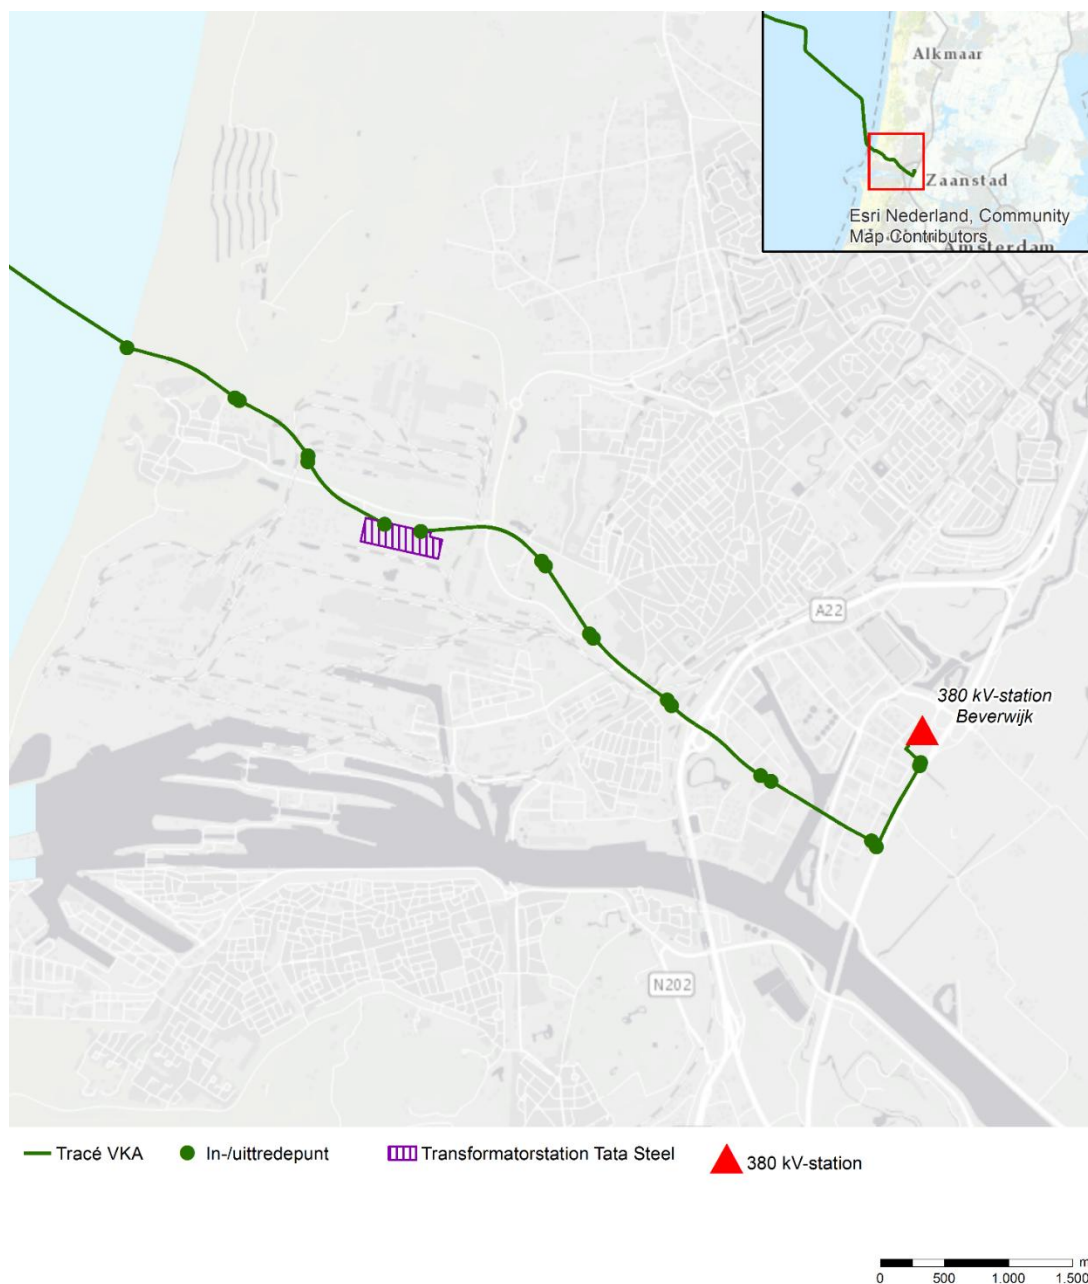 Alkmaar
Zaanstad
Esri Nederland, Community
Map Contributors
Amsterdam
A22
380 kV-station
Beverwijk
N202
Tracé VKA
In-/uittredepunt
Transformatorstation Tata Steel
380 kV-station
m
0 500 1.000 1.500